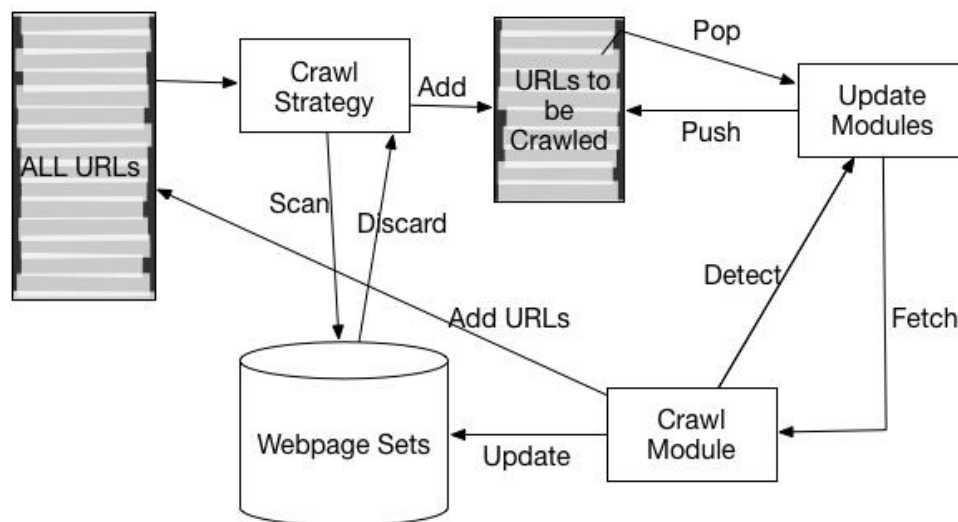 Crawl
Strategy
Add
URLs to
be
Crawled
Pop
Push
Update
Modules
ALL URLs
Scan
Discard
Detect
Add URLs
Fetch
Webpage Sets
Update
Crawl
Module